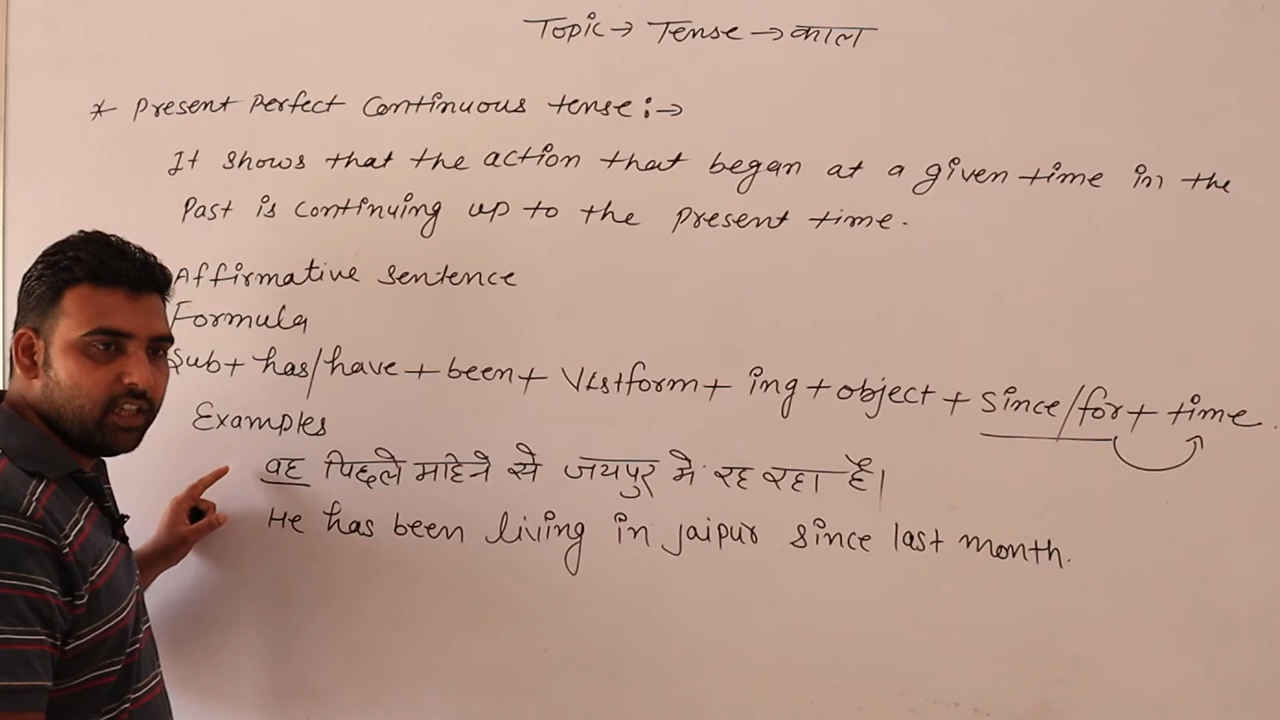 Topic → Tense → काल
* Present Perfect Continuous tense :→
It shows that the action that began at a given time in the
Past is continuing up to the present time.
Affirmative sentence
Formula
Sub + has/have + been + V1st form + ing + object + since/for + time.
Examples
वह पिछले माहिने से जयपुर में रह रहा है।
He has been living in jaipur since last month.